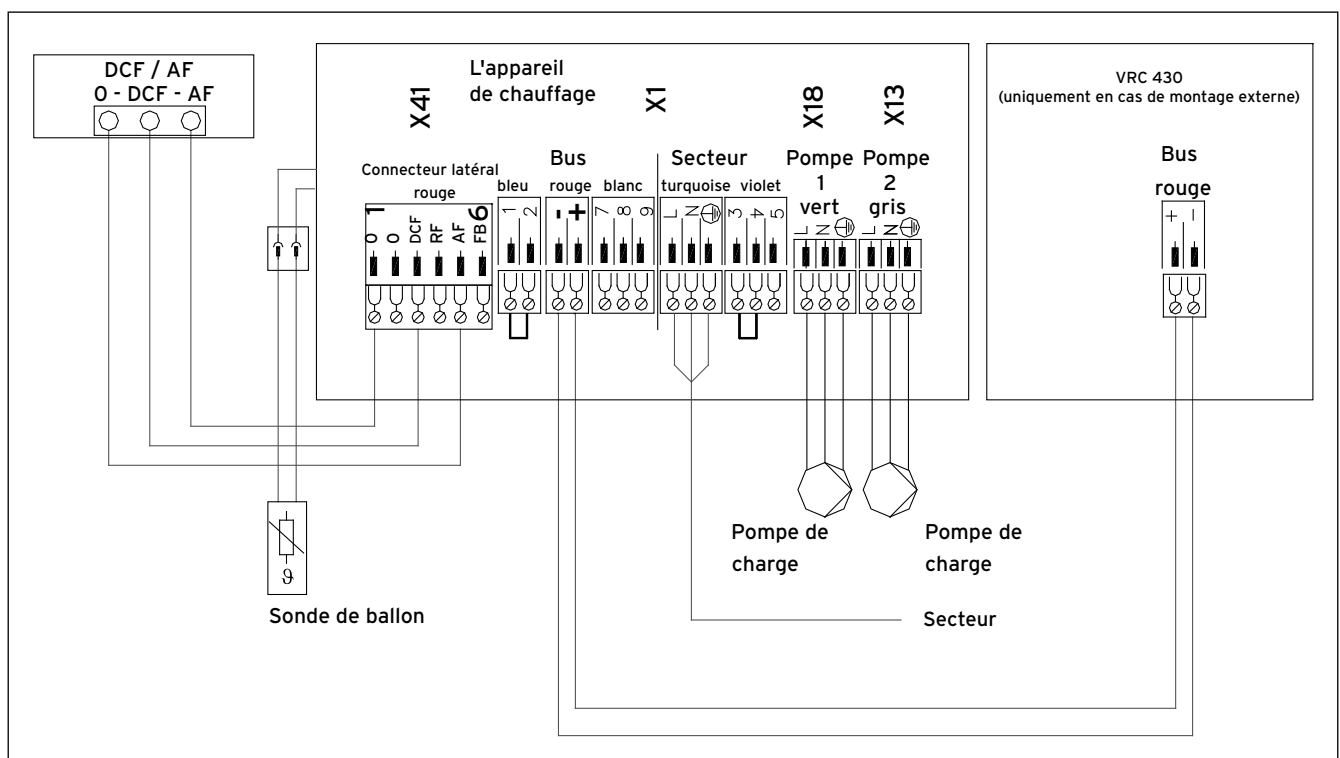 DCF / AF
0 - DCF - AF
L'appareil
de chauffage
X41
X1
X18
X13
VRC 430
(uniquement en cas de montage externe)
Connecteur latéral
rouge
Bus
Secteur
Pompe
1
vert
Pompe
2
gris
Bus
rouge
bleu
rouge
blanc
turquoise
violet
1
0
0
DCF
RF
AF
FB
6
1
2
-
+
7
8
9
L
N
3
4
5
L
N
L
N
+
-
Pompe de
charge
Pompe de
charge
ϑ
Sonde de ballon
Secteur